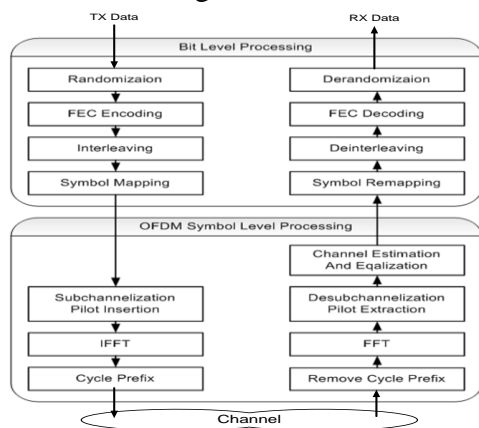 TX Data
RX Data
Bit Level Processing
Randomizaion
Derandomizaion
FEC Encoding
FEC Decoding
Interleaving
Deinterleaving
Symbol Mapping
Symbol Remapping
OFDM Symbol Level Processing
Channel Estimation
And Eqalization
Subchannelization
Pilot Insertion
Desubchannelization
Pilot Extraction
IFFT
FFT
Cycle Prefix
Remove Cycle Prefix
Channel